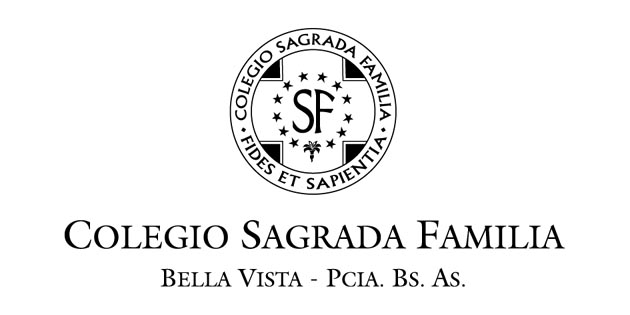 COLEGIO SAGRADA FAMILIA
SF
· FIDES ET SAPIENTIA ·
COLEGIO SAGRADA FAMILIA
BELLA VISTA - PCIA. BS. AS.